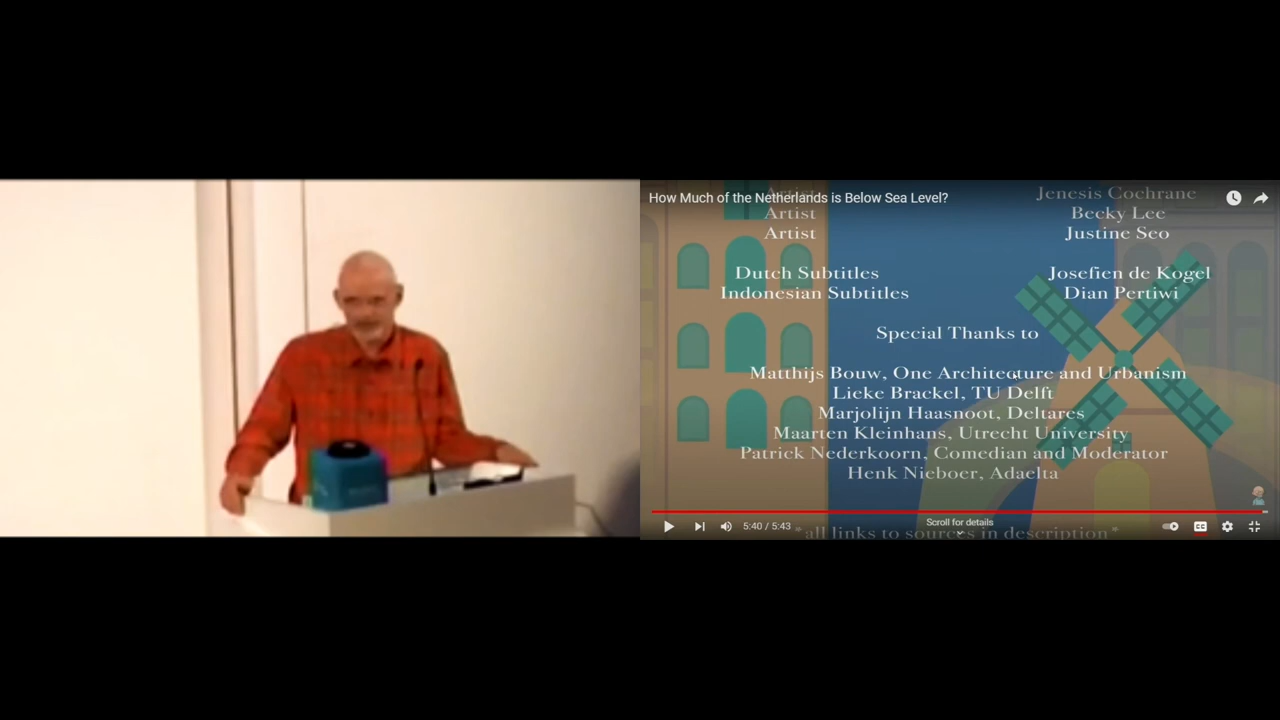 How Much of the Netherlands is Below Sea Level?
Artist Jenesis Cochrane
Artist Becky Lee
Artist Justine Seo
Dutch Subtitles Josefien de Kogel
Indonesian Subtitles Dian Pertiwi
Special Thanks to
Matthijs Bouw, One Architecture and Urbanism
Lieke Brackel, TU Delft
Marjolijn Haasnoot, Deltares
Maarten Kleinhans, Utrecht University
Patrick Nederkoorn, Comedian and Moderator
Henk Nieboer, Adaelta
5:40 / 5:43
Scroll for details
CC
*all links to sources in description*